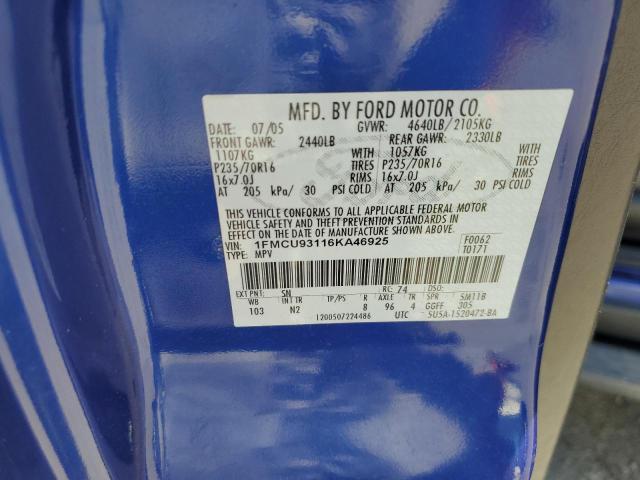 MFD. BY FORD MOTOR CO.
DATE: 07/05 GVWR: 4640LB/2105KG
FRONT GAWR: 2440LB REAR GAWR: 2330LB
1107KG WITH 1057KG WITH
P235/70R16 TIRES P235/70R16 TIRES
16x7.0J RIMS 16x7.0J RIMS
AT 205 kPa/ 30 PSI COLD AT 205 kPa/ 30 PSI COLD
THIS VEHICLE CONFORMS TO ALL APPLICABLE FEDERAL MOTOR
VEHICLE SAFETY AND THEFT PREVENTION STANDARDS IN
EFFECT ON THE DATE OF MANUFACTURE SHOWN ABOVE.
VIN: 1FMCU93116KA46925 F0062
TYPE: MPV T0171
EXT PNT: SN RC: 74 5M11B
WB INT TR TP/PS R AXLE TR SPR
103 N2 8 96 4 GGFF 305
1200507224486 UTC 5U5A-1520472-BA